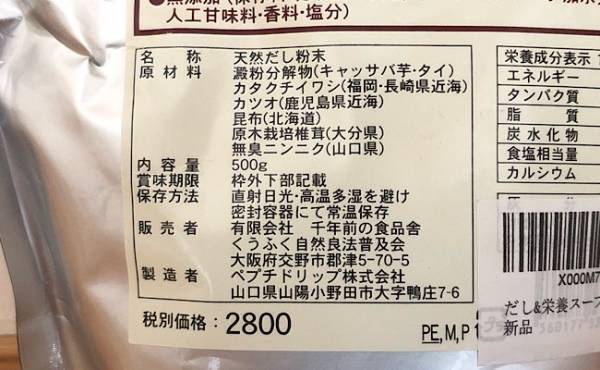 人工甘味料・香料・塩分）
名　称　天然だし粉末
原材料　澱粉分解物(キャッサバ芋・タイ)
カタクチイワシ(福岡・長崎県近海)
カツオ(鹿児島県近海)
昆布(北海道)
原木栽培椎茸(大分県)
無臭ニンニク(山口県)
内容量　500g
賞味期限　枠外下部記載
保存方法　直射日光・高温多湿を避け
密封容器にて常温保存
販売者　有限会社　千年前の食品舎
くうふく自然良法普及会
大阪府交野市郡津5-70-5
製造者　ペプチドリップ株式会社
山口県山陽小野田市大字鴨庄7-6
税別価格：2800
PE,M,P
栄養成分表示
エネルギー
タンパク質
脂　質
炭水化物
食塩相当量
カルシウム
X000M7
だし&栄養スープ
新品